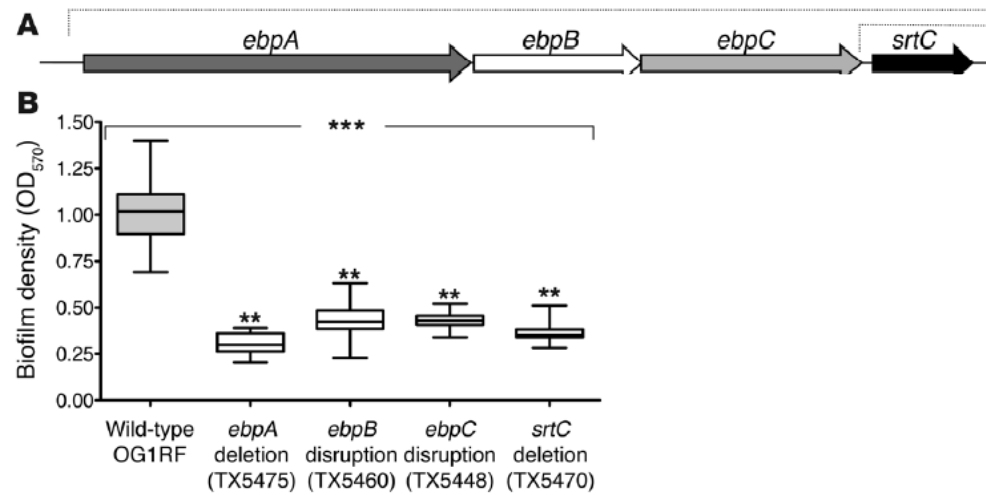 A
ebpA ebpB ebpC srtC
B
***
Biofilm density (OD570)
1.50
1.25
1.00
0.75
0.50
0.25
0.00
** ** ** **
Wild-type ebpA ebpB ebpC srtC
OG1RF deletion disruption disruption deletion
(TX5475) (TX5460) (TX5448) (TX5470)